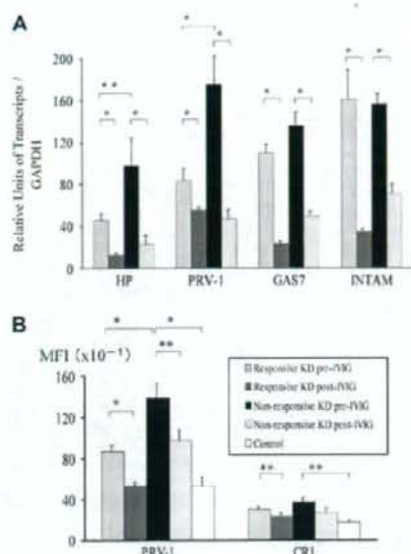 A
Relative Units of Transcripts /
GAPDH
200
160
120
80
40
0
* * * * * * * * * * * *
HP PRV-1 GAS7 INTAM
B
MFI (x10⁻¹)
160
120
80
40
0
* * * ** ** **
Responsive KD pre-IVIG
Responsive KD post-IVIG
Non-responsive KD pre-IVIG
Non-responsive KD post-IVIG
Control
PRV-1 CR1